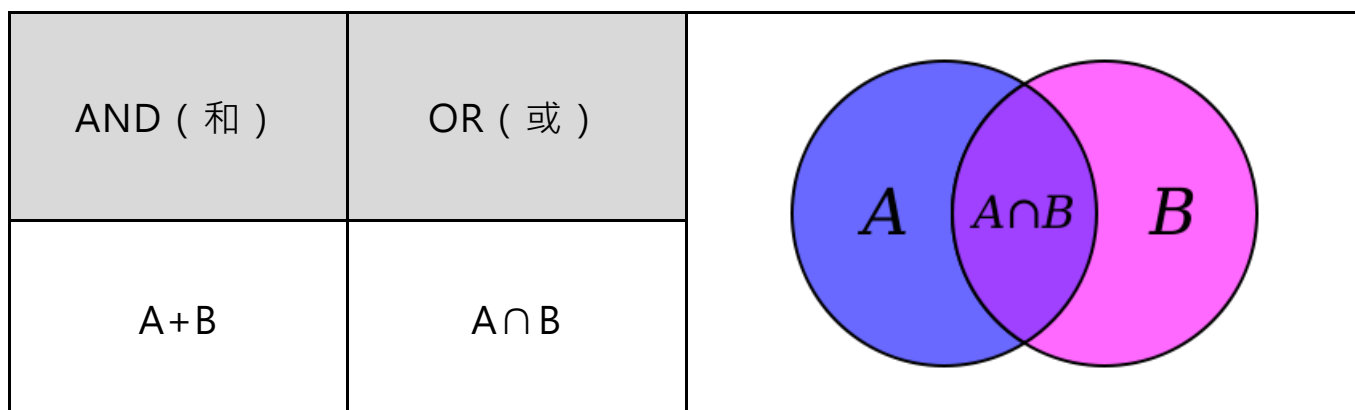 AND ( 和 )
OR ( 或 )
A+B
A∩B
A
A∩B
B